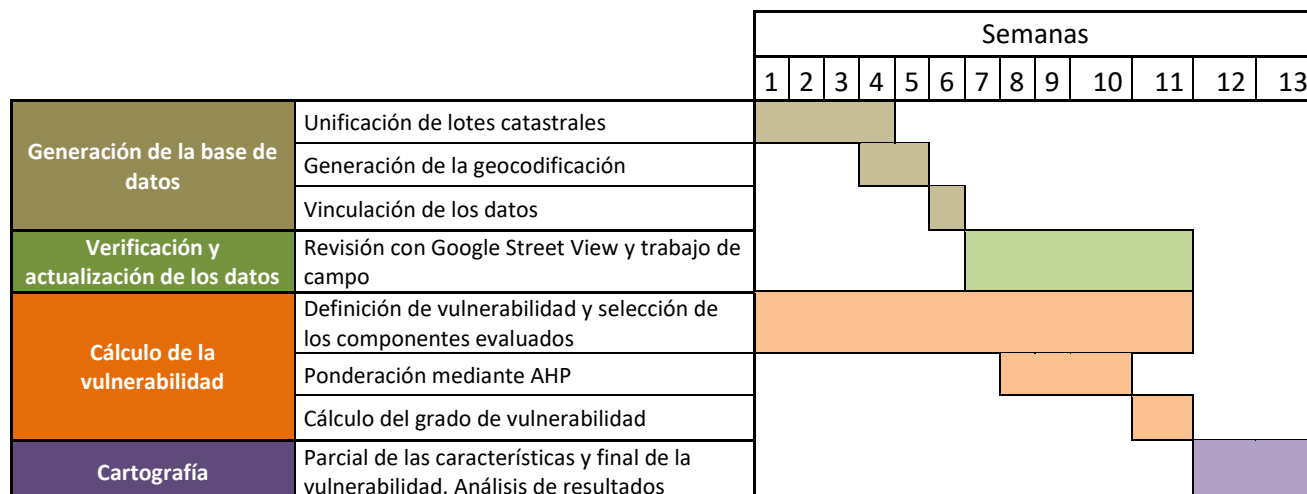 Semanas
1 2 3 4 5 6 7 8 9 10 11 12 13
Generación de la base de
datos
Unificación de lotes catastrales
Generación de la geocodificación
Vinculación de los datos
Verificación y
actualización de los datos
Revisión con Google Street View y trabajo de
campo
Cálculo de la
vulnerabilidad
Definición de vulnerabilidad y selección de
los componentes evaluados
Ponderación mediante AHP
Cálculo del grado de vulnerabilidad
Cartografía
Parcial de las características y final de la
vulnerabilidad. Análisis de resultados